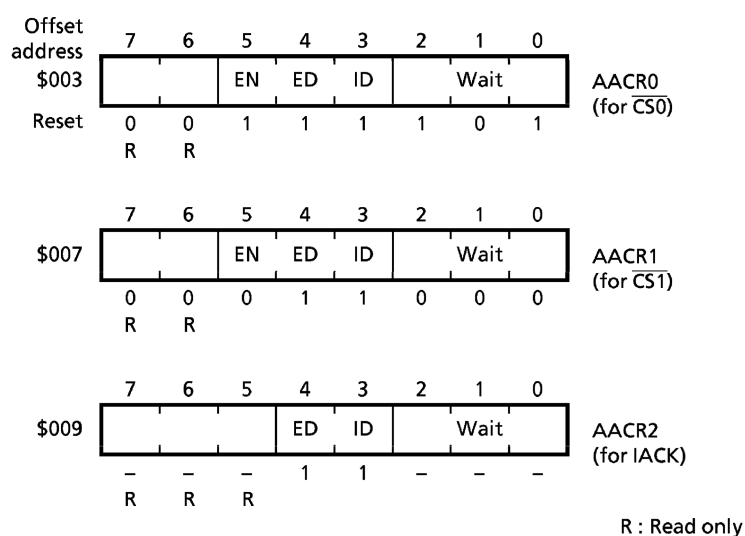 Offset
address
7 6 5 4 3 2 1 0
$003 EN ED ID Wait AACR0
(for CS0)
Reset 0 0 1 1 1 1 0 1
R R
7 6 5 4 3 2 1 0
$007 EN ED ID Wait AACR1
(for CS1)
0 0 0 1 1 0 0 0
R R
7 6 5 4 3 2 1 0
$009 ED ID Wait AACR2
(for IACK)
– – – 1 1 – – –
R R R
R : Read only